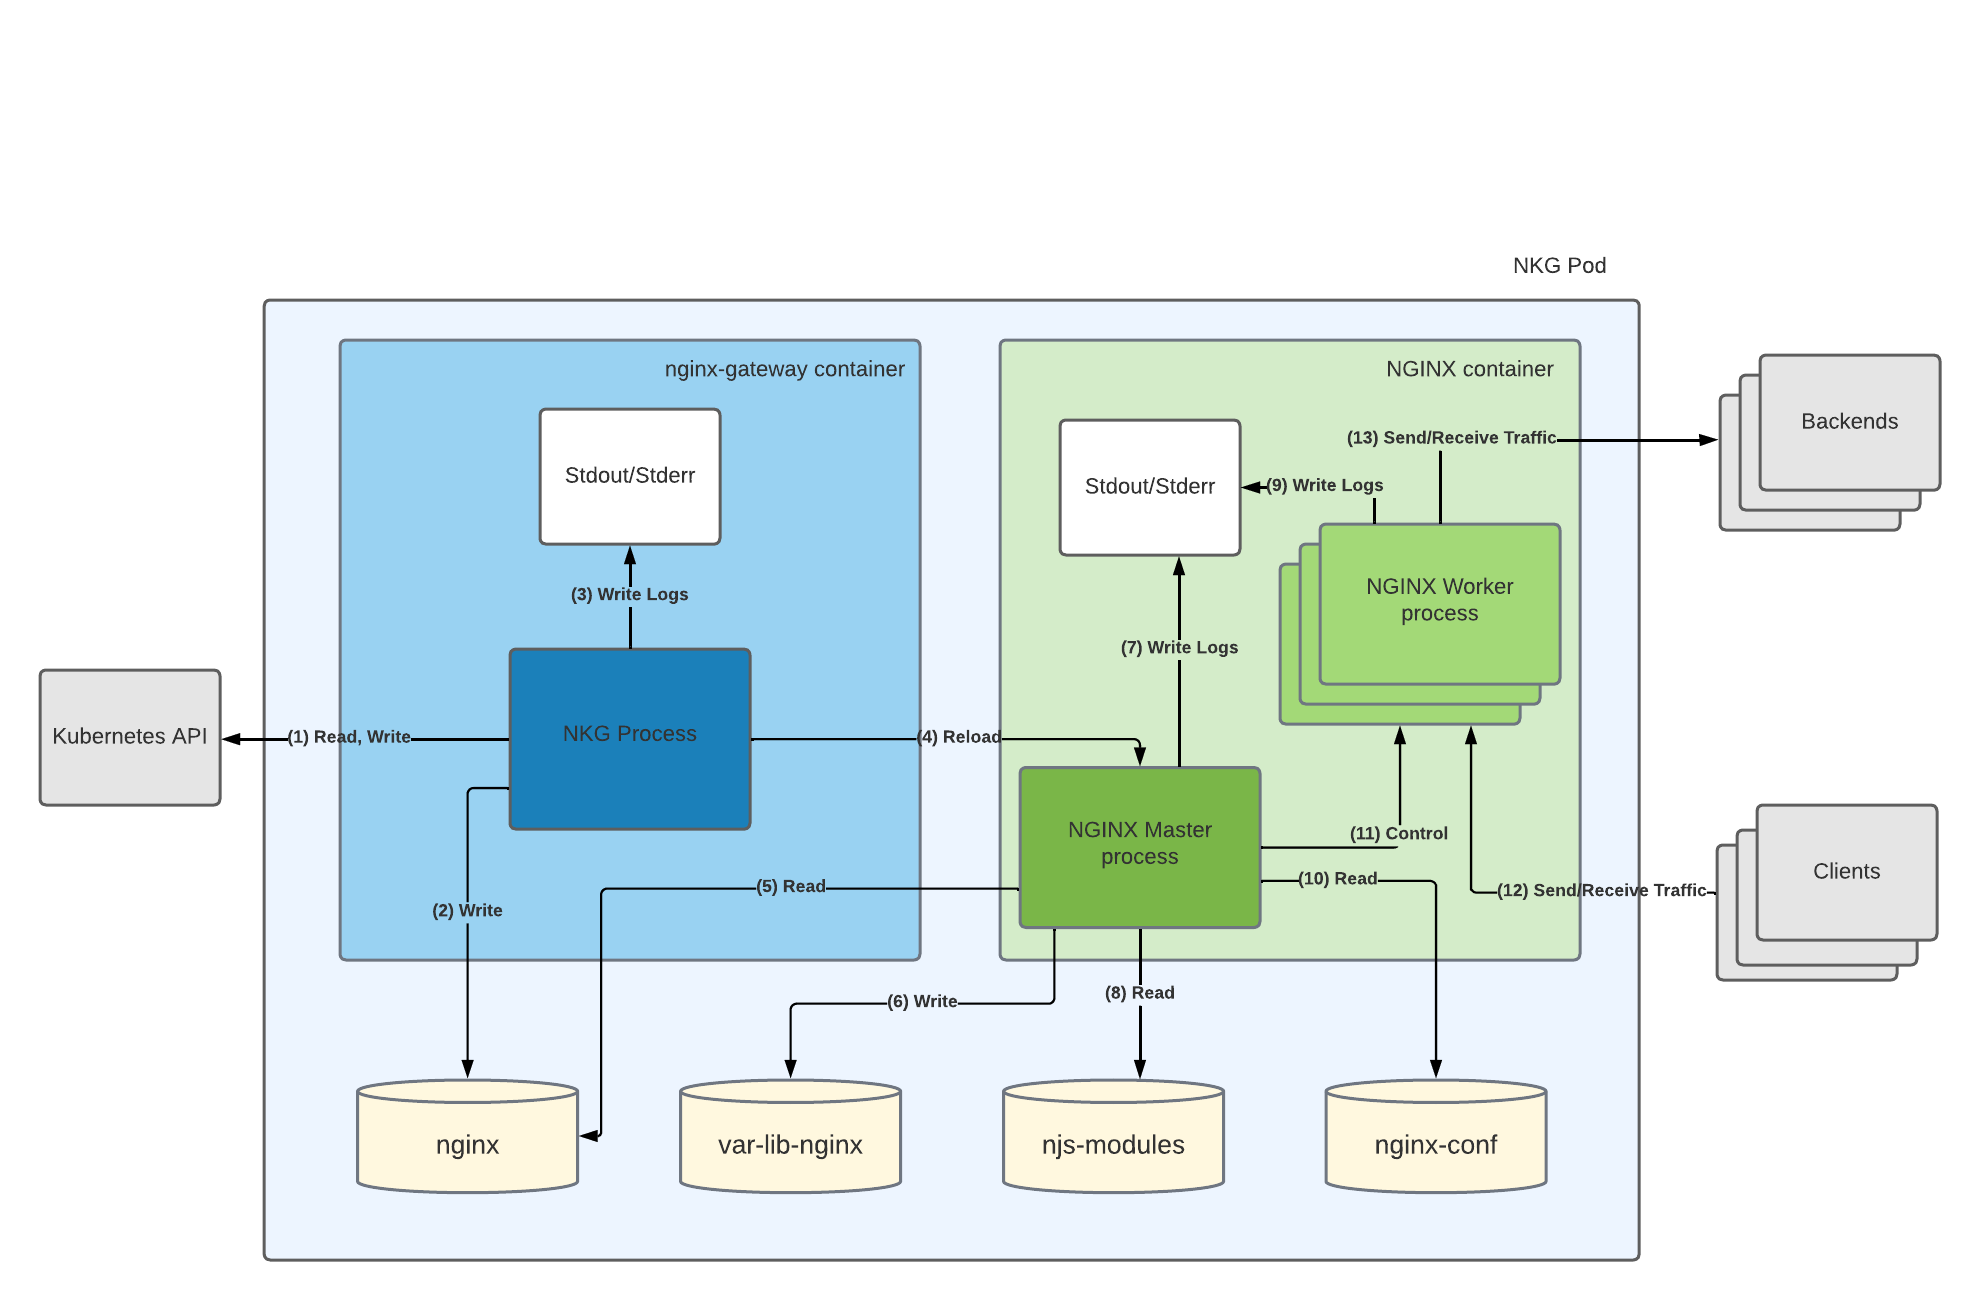 NKG Pod
nginx-gateway container
NGINX container
Stdout/Stderr
Stdout/Stderr
Backends
(13) Send/Receive Traffic
(9) Write Logs
NGINX Worker
process
(3) Write Logs
(7) Write Logs
Kubernetes API
(1) Read, Write
NKG Process
(4) Reload
NGINX Master
process
(11) Control
(10) Read
(12) Send/Receive Traffic
Clients
(5) Read
(2) Write
(6) Write
(8) Read
nginx
var-lib-nginx
njs-modules
nginx-conf